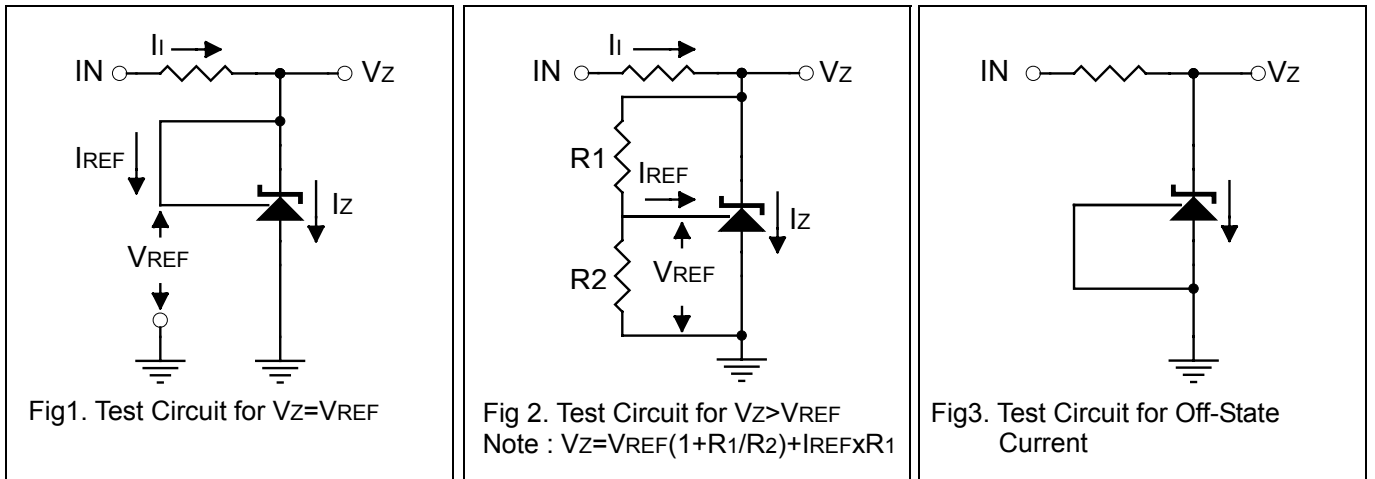 II
IN
VZ
IREF
IZ
VREF
Fig1. Test Circuit for VZ=VREF
II
IN
VZ
R1
IREF
IZ
R2
VREF
Fig 2. Test Circuit for VZ>VREF
Note : VZ=VREF(1+R1/R2)+IREFxR1
IN
VZ
Fig3. Test Circuit for Off-State
Current